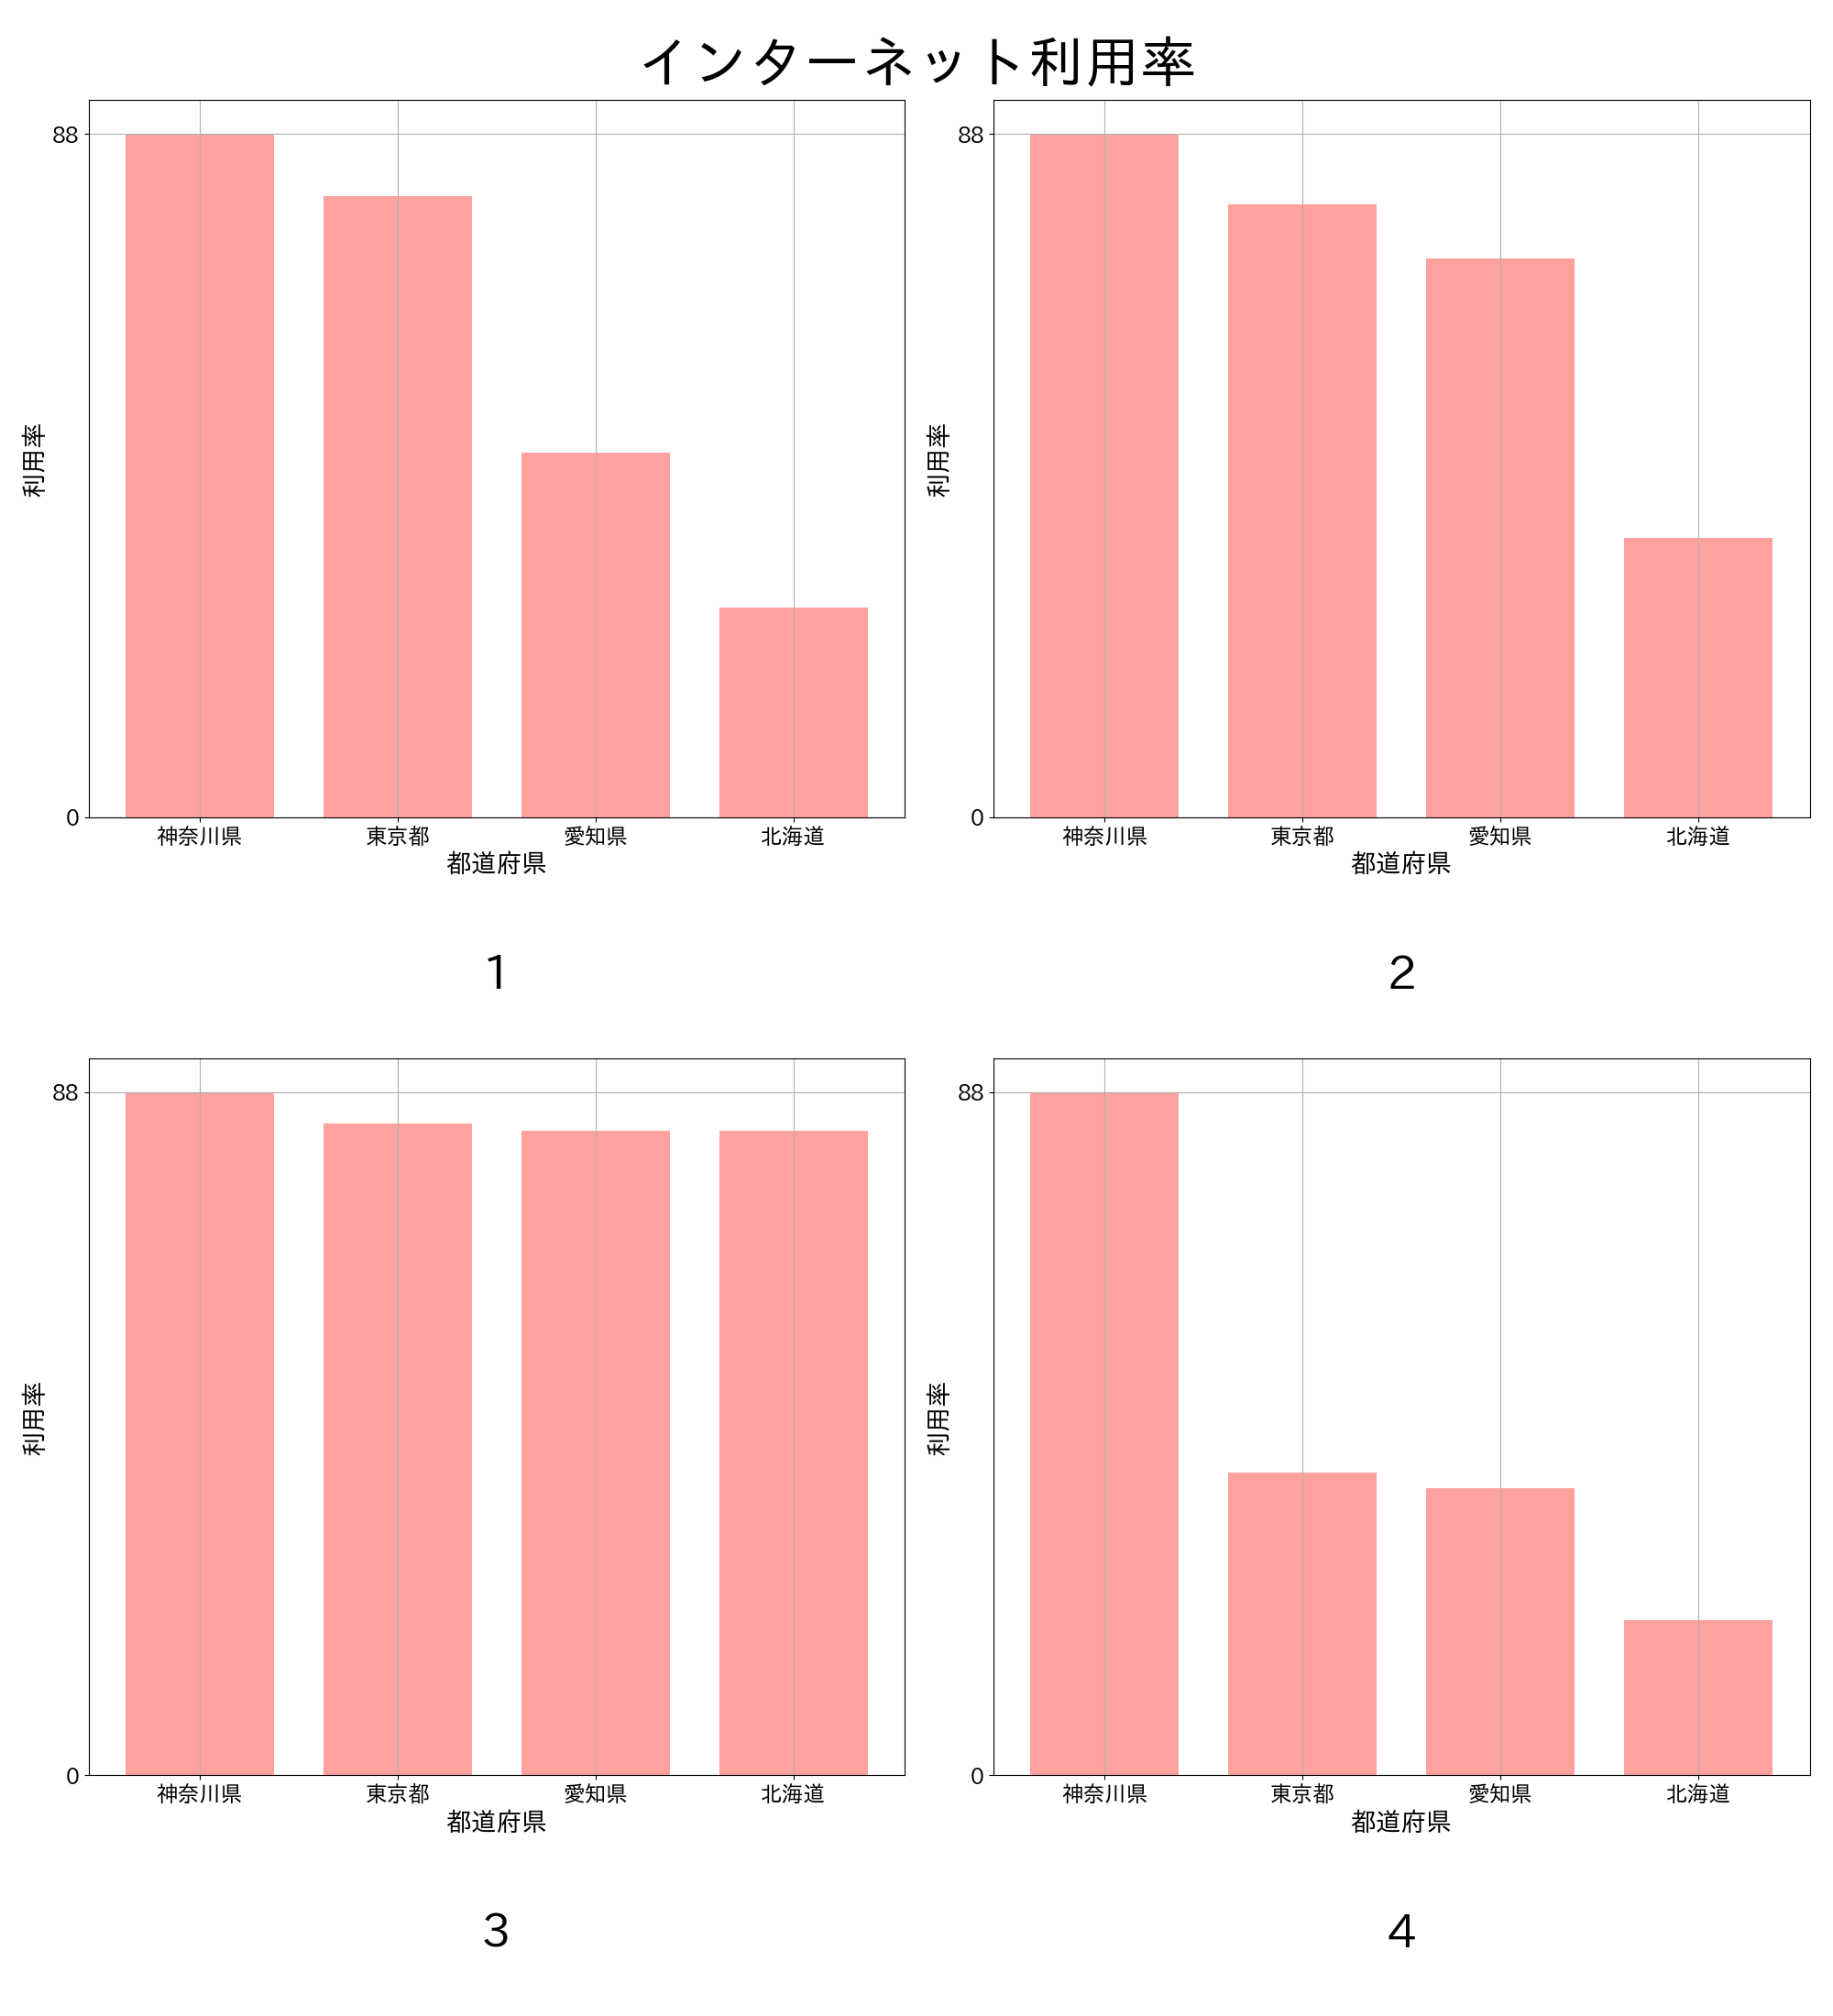 インターネット利用率
88
0
利用率
神奈川県 東京都 愛知県 北海道
都道府県
1
88
0
利用率
神奈川県 東京都 愛知県 北海道
都道府県
2
88
0
利用率
神奈川県 東京都 愛知県 北海道
都道府県
3
88
0
利用率
神奈川県 東京都 愛知県 北海道
都道府県
4